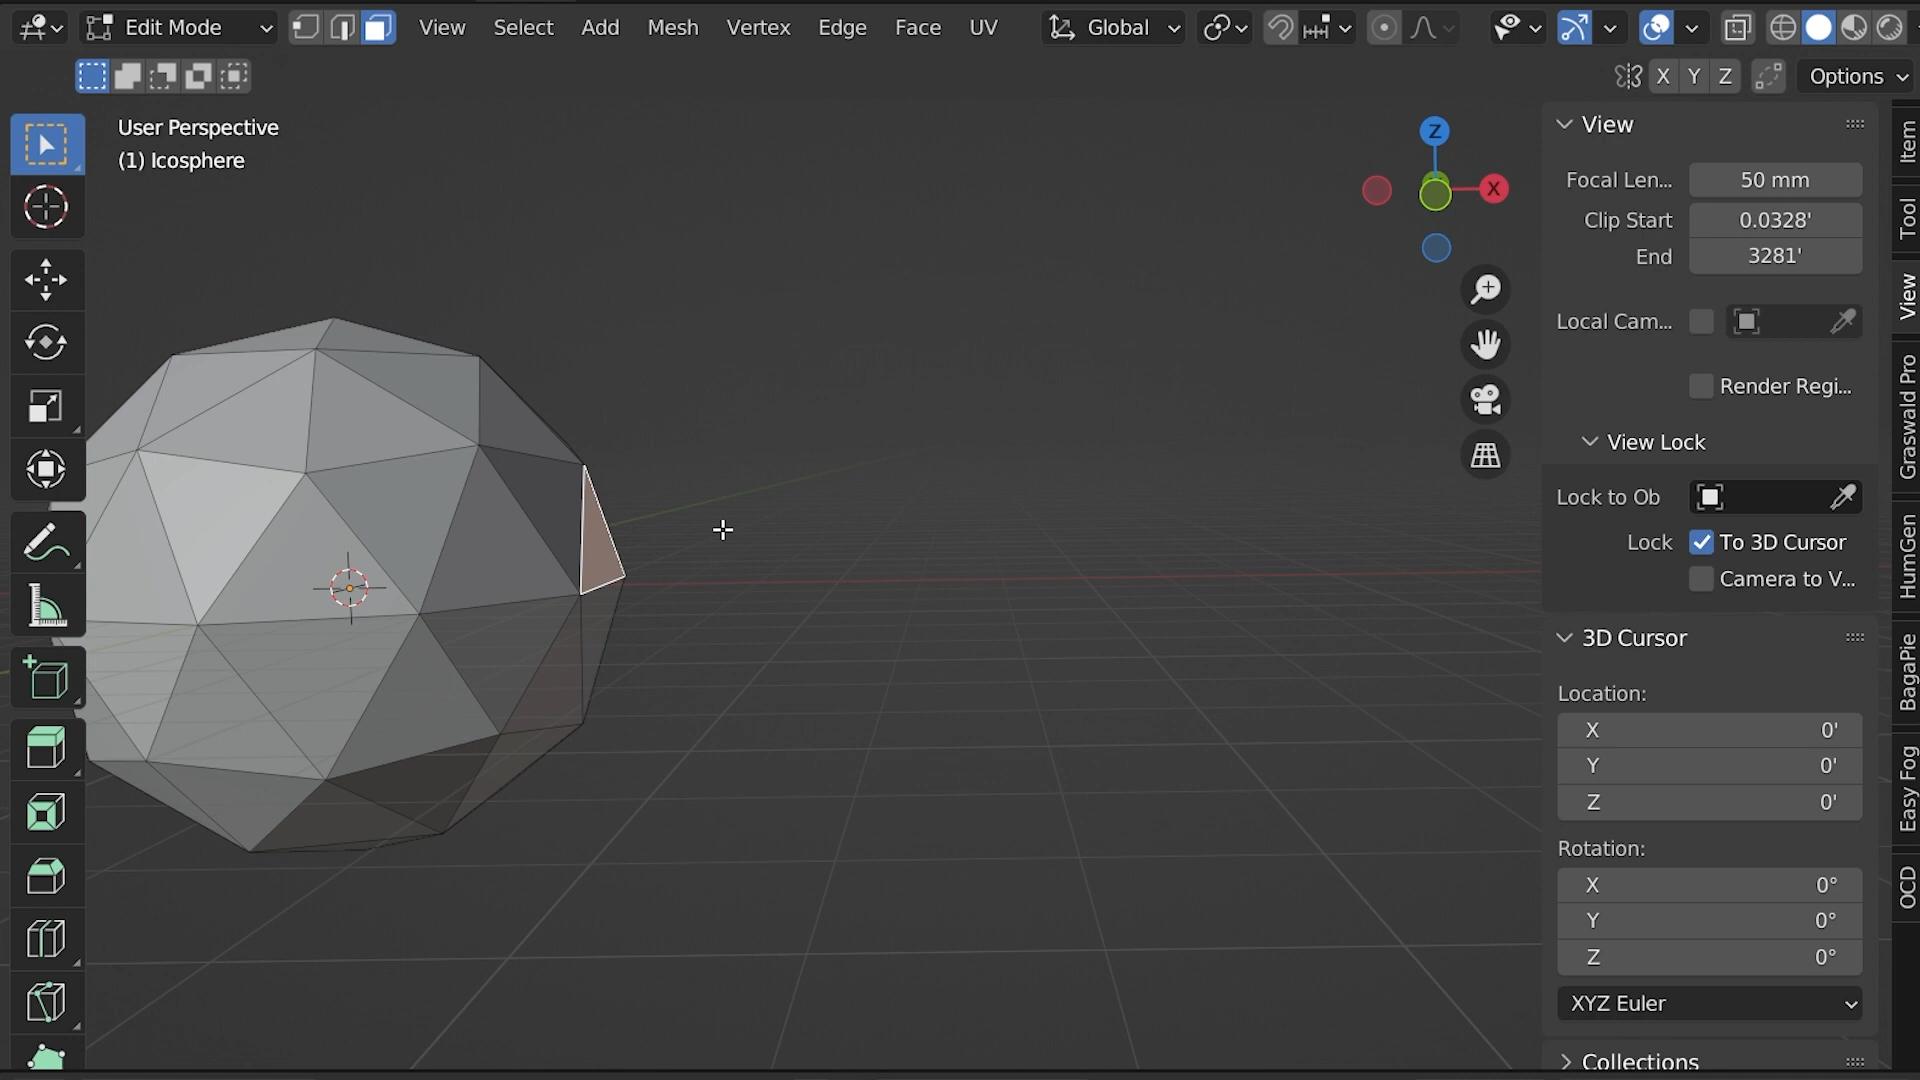 Edit Mode View Select Add Mesh Vertex Edge Face UV Global
X Y Z Options
User Perspective
(1) Icosphere
Z
X
View
Focal Len... 50 mm
Clip Start 0.0328'
End 3281'
Local Cam...
Render Regi...
View Lock
Lock to Ob
Lock To 3D Cursor
Camera to V...
3D Cursor
Location:
X 0'
Y 0'
Z 0'
Rotation:
X 0°
Y 0°
Z 0°
XYZ Euler
Collections
Item
Tool
View
Graswald Pro
HumGen
BagaPie
Easy Fog
OCD